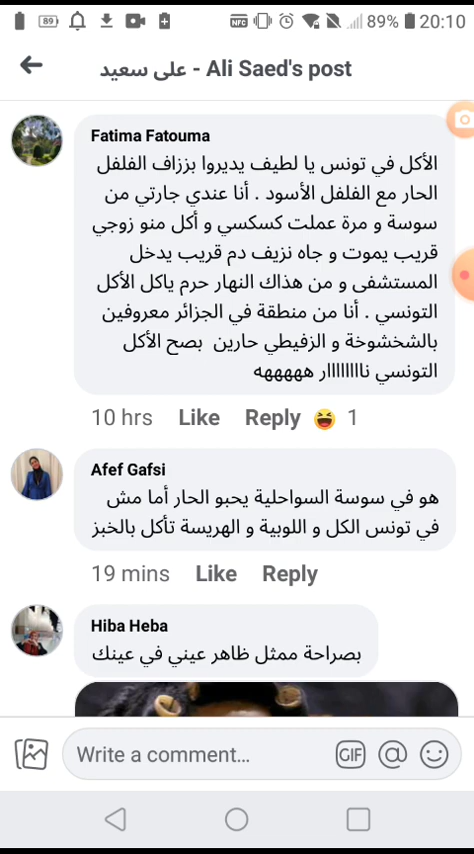 89
NFC
89%
20:10
على سعيد - Ali Saed's post
Fatima Fatouma
الأكل في تونس يا لطيف يديروا بززاف الفلفل
الحار مع الفلفل الأسود . أنا عندي جارتي من
سوسة و مرة عملت كسكسي و أكل منو زوجي
قريب يموت و جاه نزيف دم قريب يدخل
المستشفى و من هذاك النهار حرم ياكل الأكل
التونسي . أنا من منطقة في الجزائر معروفين
بالشخشوخة و الزفيطي حارين بصح الأكل
التونسي نااااااااار هههههه
10 hrs Like Reply 😆 1
Afef Gafsi
هو في سوسة السواحلية يحبو الحار أما مش
في تونس الكل و اللوبية و الهريسة تأكل بالخبز
19 mins Like Reply
Hiba Heba
بصراحة ممثل ظاهر عيني في عينك
Write a comment...
GIF